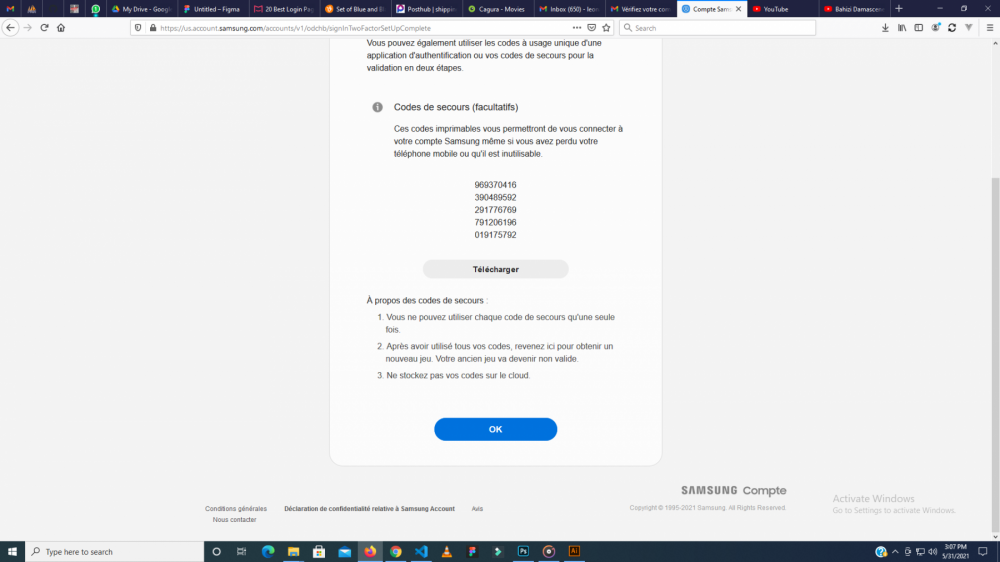 My Drive - Google
Untitled – Figma
20 Best Login Pag
Set of Blue and Bl
Posthub | shippin
Cagura - Movies
Inbox (650) - leon
Vérifiez votre com
Compte Sams
YouTube
Bahizi Damascene
https://us.account.samsung.com/accounts/v1/odchb/signInTwoFactorSetUpComplete
Search
Vous pouvez également utiliser les codes à usage unique d'une
application d'authentification ou vos codes de secours pour la
validation en deux étapes.
Codes de secours (facultatifs)
Ces codes imprimables vous permettront de vous connecter à
votre compte Samsung même si vous avez perdu votre
téléphone mobile ou qu'il est inutilisable.
969370416
390489592
291776769
791206196
019175792
Télécharger
À propos des codes de secours :
1. Vous ne pouvez utiliser chaque code de secours qu'une seule
fois.
2. Après avoir utilisé tous vos codes, revenez ici pour obtenir un
nouveau jeu. Votre ancien jeu va devenir non valide.
3. Ne stockez pas vos codes sur le cloud.
OK
SAMSUNG Compte
Conditions générales
Déclaration de confidentialité relative à Samsung Account
Avis
Nous contacter
Copyright © 1995-2021 Samsung. All Rights Reserved.
Activate Windows
Go to Settings to activate Windows.
Type here to search
Ps
Ai
3:07 PM
5/31/2021